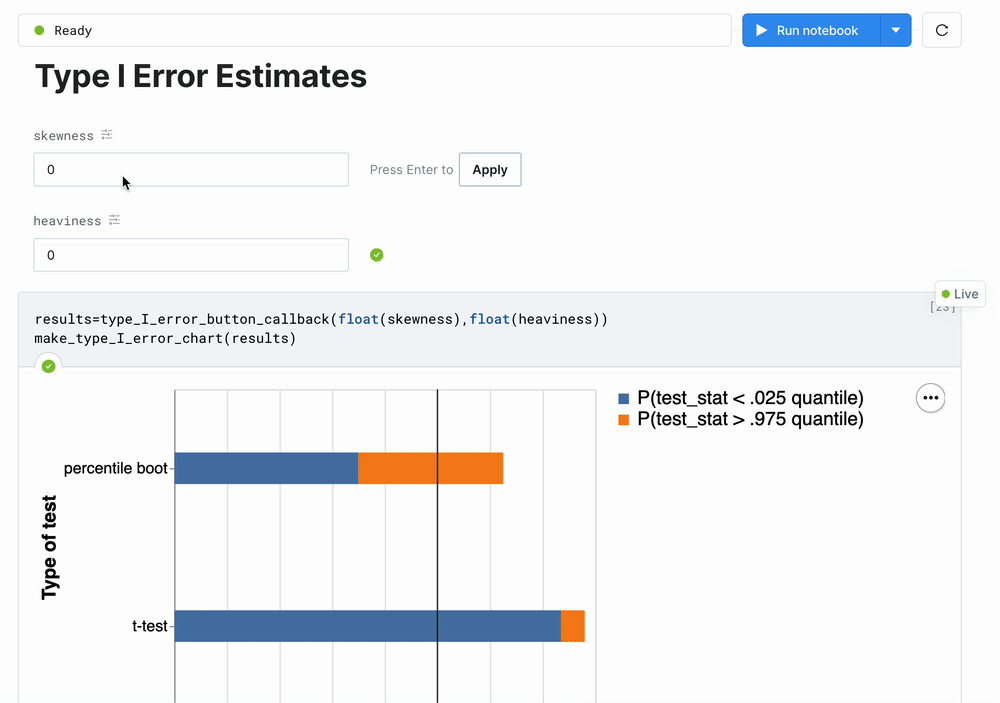 Ready
Run notebook
Type I Error Estimates
skewness
0
Press Enter to Apply
heaviness
0
Live
[23]
results=type_I_error_button_callback(float(skewness),float(heaviness))
make_type_I_error_chart(results)
P(test_stat < .025 quantile)
P(test_stat > .975 quantile)
percentile boot
Type of test
t-test